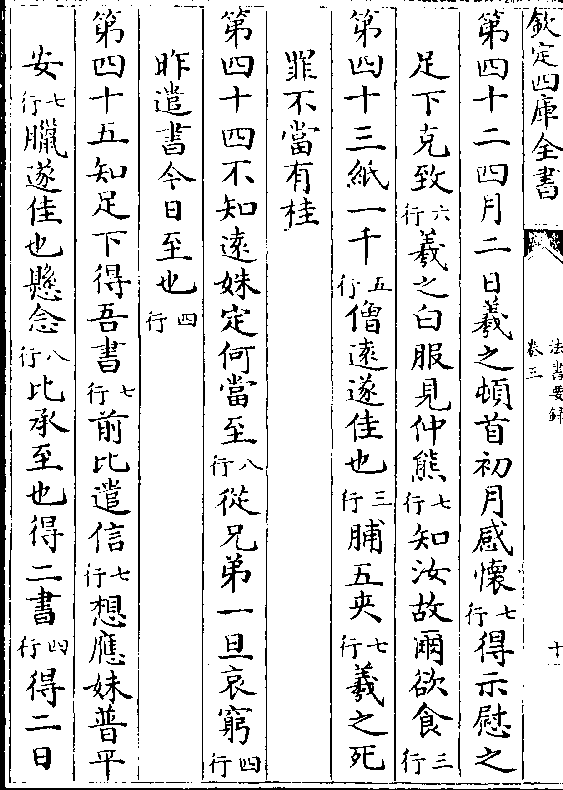 欽定四庫全書
法書要録
卷三
十一
第四十二四月二日羲之頓首初月感懷七行得示慰之
足下克致六行羲之白服見仲熊七行知汝故爾欲食三行
第四十三紙一千五行僧遠遂佳也三行脯五夾七行羲之死
罪不當有桂
第四十四不知遠妹定何當至八行從兄弟一旦哀窮四行
昨遣書今日至也四行
第四十五知足下得吾書七行前比遣信七行想應妹普平
安七行臘遂佳也懸念八行比承至也得二書四行得二日